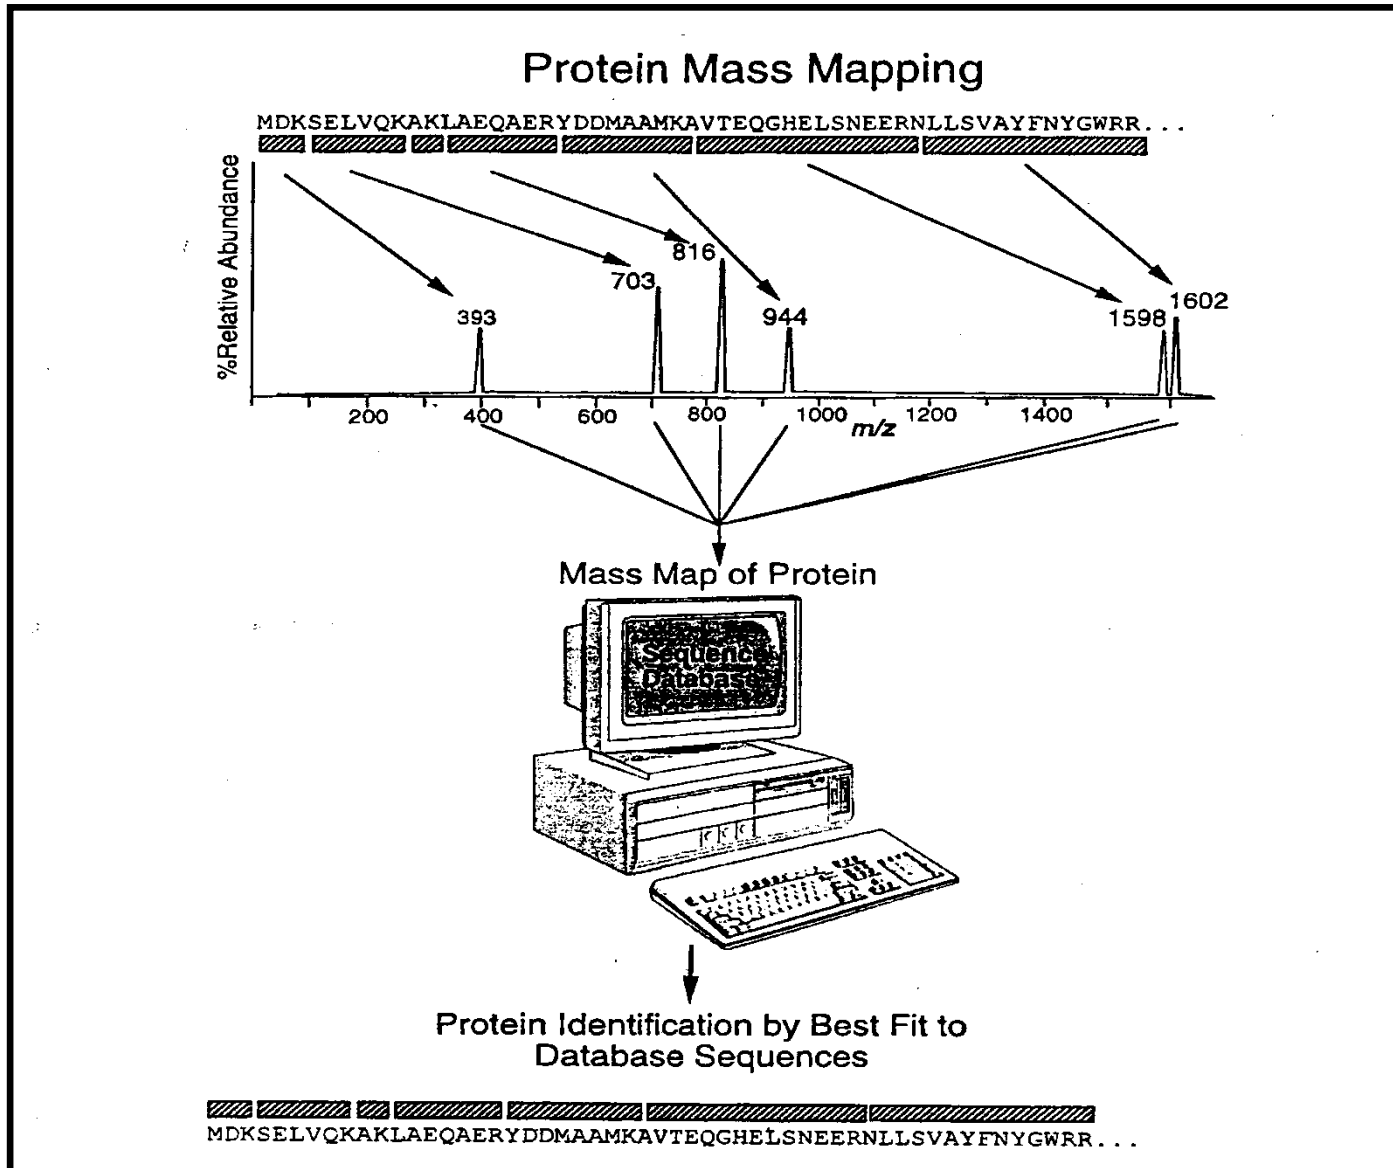 Protein Mass Mapping
MDKSELVQKAKLAEQAERYDDMAAMKAVTEQGHELSNEERNLLSVAYFNYGWRR...
%Relative Abundance
393
703
816
944
1598
1602
200 400 600 800 1000 1200 1400
m/z
Mass Map of Protein
Sequence
Database
Protein Identification by Best Fit to
Database Sequences
MDKSELVQKAKLAEQAERYDDMAAMKAVTEQGHELSNEERNLLSVAYFNYGWRR...